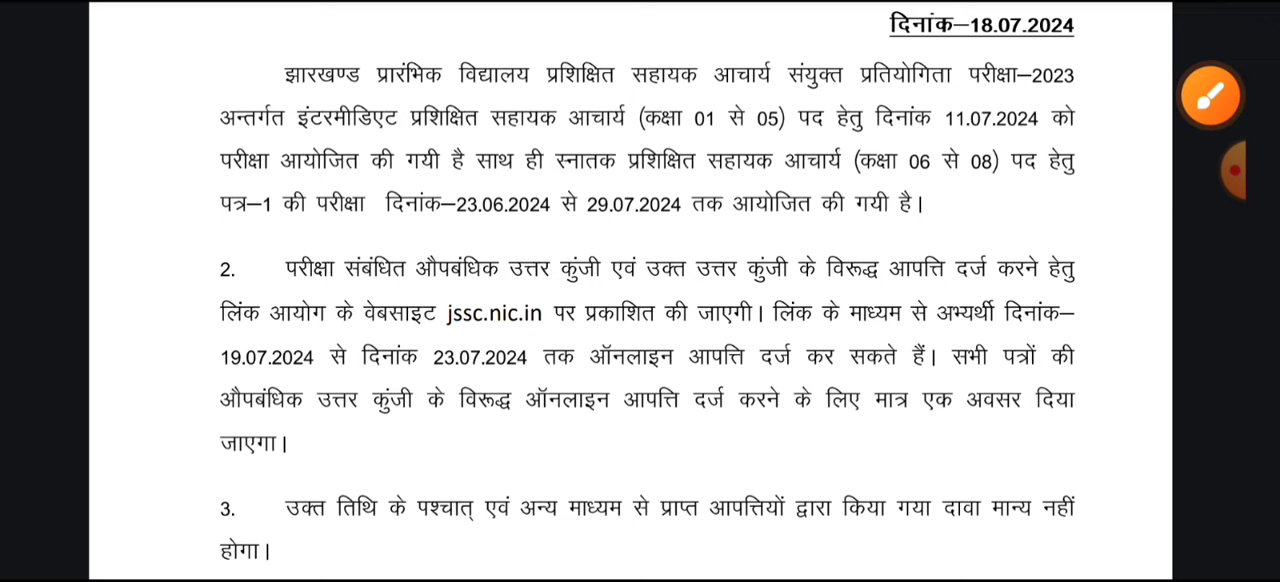 दिनांक–18.07.2024
झारखण्ड प्रारंभिक विद्यालय प्रशिक्षित सहायक आचार्य संयुक्त प्रतियोगिता परीक्षा–2023
अन्तर्गत इंटरमीडिएट प्रशिक्षित सहायक आचार्य (कक्षा 01 से 05) पद हेतु दिनांक 11.07.2024 को
परीक्षा आयोजित की गयी है साथ ही स्नातक प्रशिक्षित सहायक आचार्य (कक्षा 06 से 08) पद हेतु
पत्र–1 की परीक्षा दिनांक–23.06.2024 से 29.07.2024 तक आयोजित की गयी है।
2. परीक्षा संबंधित औपबंधिक उत्तर कुंजी एवं उक्त उत्तर कुंजी के विरूद्ध आपत्ति दर्ज करने हेतु
लिंक आयोग के वेबसाइट jssc.nic.in पर प्रकाशित की जाएगी। लिंक के माध्यम से अभ्यर्थी दिनांक–
19.07.2024 से दिनांक 23.07.2024 तक ऑनलाइन आपत्ति दर्ज कर सकते हैं। सभी पत्रों की
औपबंधिक उत्तर कुंजी के विरूद्ध ऑनलाइन आपत्ति दर्ज करने के लिए मात्र एक अवसर दिया
जाएगा।
3. उक्त तिथि के पश्चात् एवं अन्य माध्यम से प्राप्त आपत्तियों द्वारा किया गया दावा मान्य नहीं
होगा।